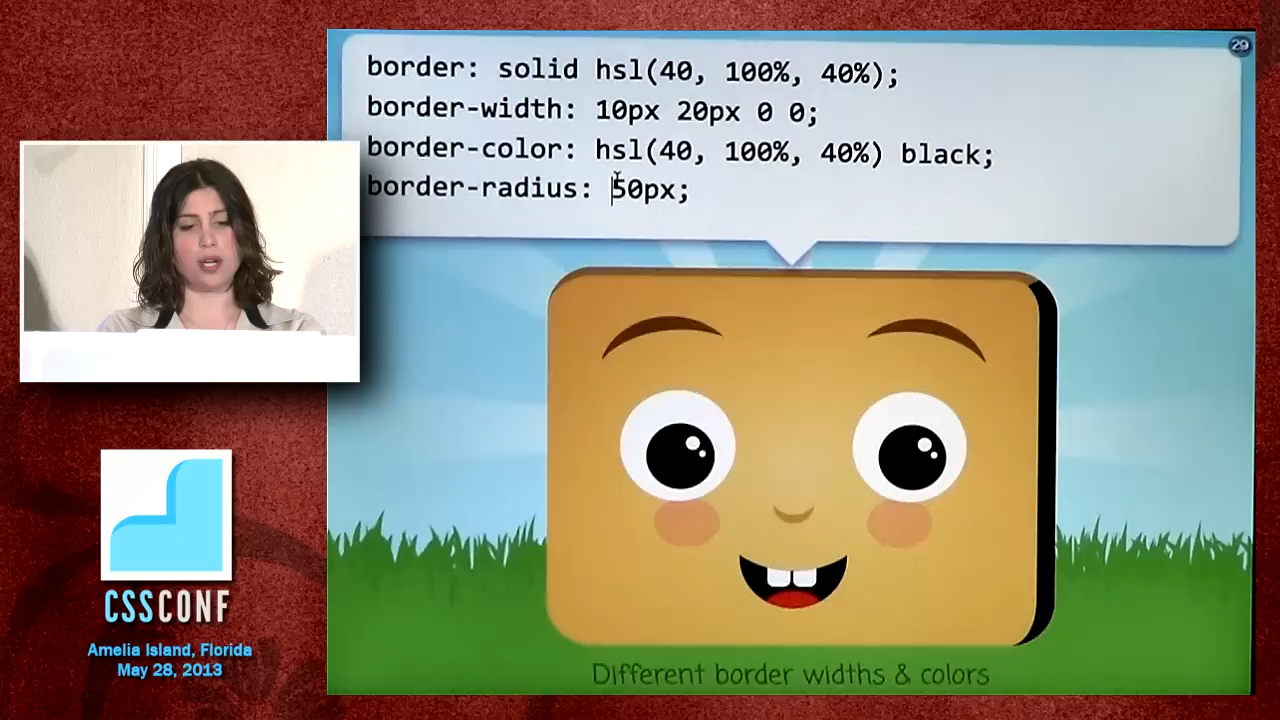 29
border: solid hsl(40, 100%, 40%);
border-width: 10px 20px 0 0;
border-color: hsl(40, 100%, 40%) black;
border-radius: 50px;
Different border widths & colors
CSSCONF
Amelia Island, Florida
May 28, 2013